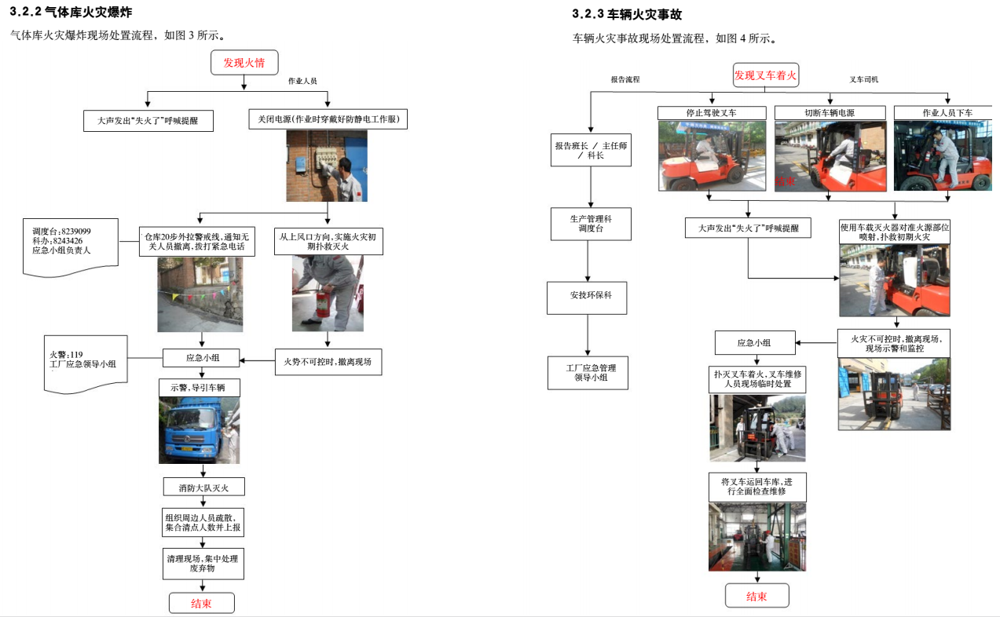 3.2.2 气体库火灾爆炸
气体库火灾爆炸现场处置流程，如图 3 所示。
发现火情
作业人员
大声发出“失火了”呼喊提醒
关闭电源(作业时穿戴好防静电工作服)
调度台:8239099
科办:8243426
应急小组负责人
仓库20步外拉警戒线,通知无
关人员撤离,拨打紧急电话
从上风口方向,实施火灾初
期扑救灭火
火警:119
工厂应急领导小组
应急小组
火势不可控时,撤离现场
示警,导引车辆
消防大队灭火
组织周边人员疏散,
集合清点人数并上报
清理现场,集中处理
废弃物
结束
3.2.3 车辆火灾事故
车辆火灾事故现场处置流程，如图 4 所示。
发现叉车着火
报告流程
叉车司机
停止驾驶叉车
切断车辆电源
作业人员下车
结束
报告班长 / 主任师
/ 科长
生产管理科
调度台
安技环保科
工厂应急管理
领导小组
大声发出“失火了”呼喊提醒
使用车载灭火器对准火源部位
喷射,扑救初期火灾
应急小组
火灾不可控时,撤离现场,
现场示警和监控
扑灭叉车着火,叉车维修
人员现场临时处置
将叉车运回车库,进
行全面检查维修
结束